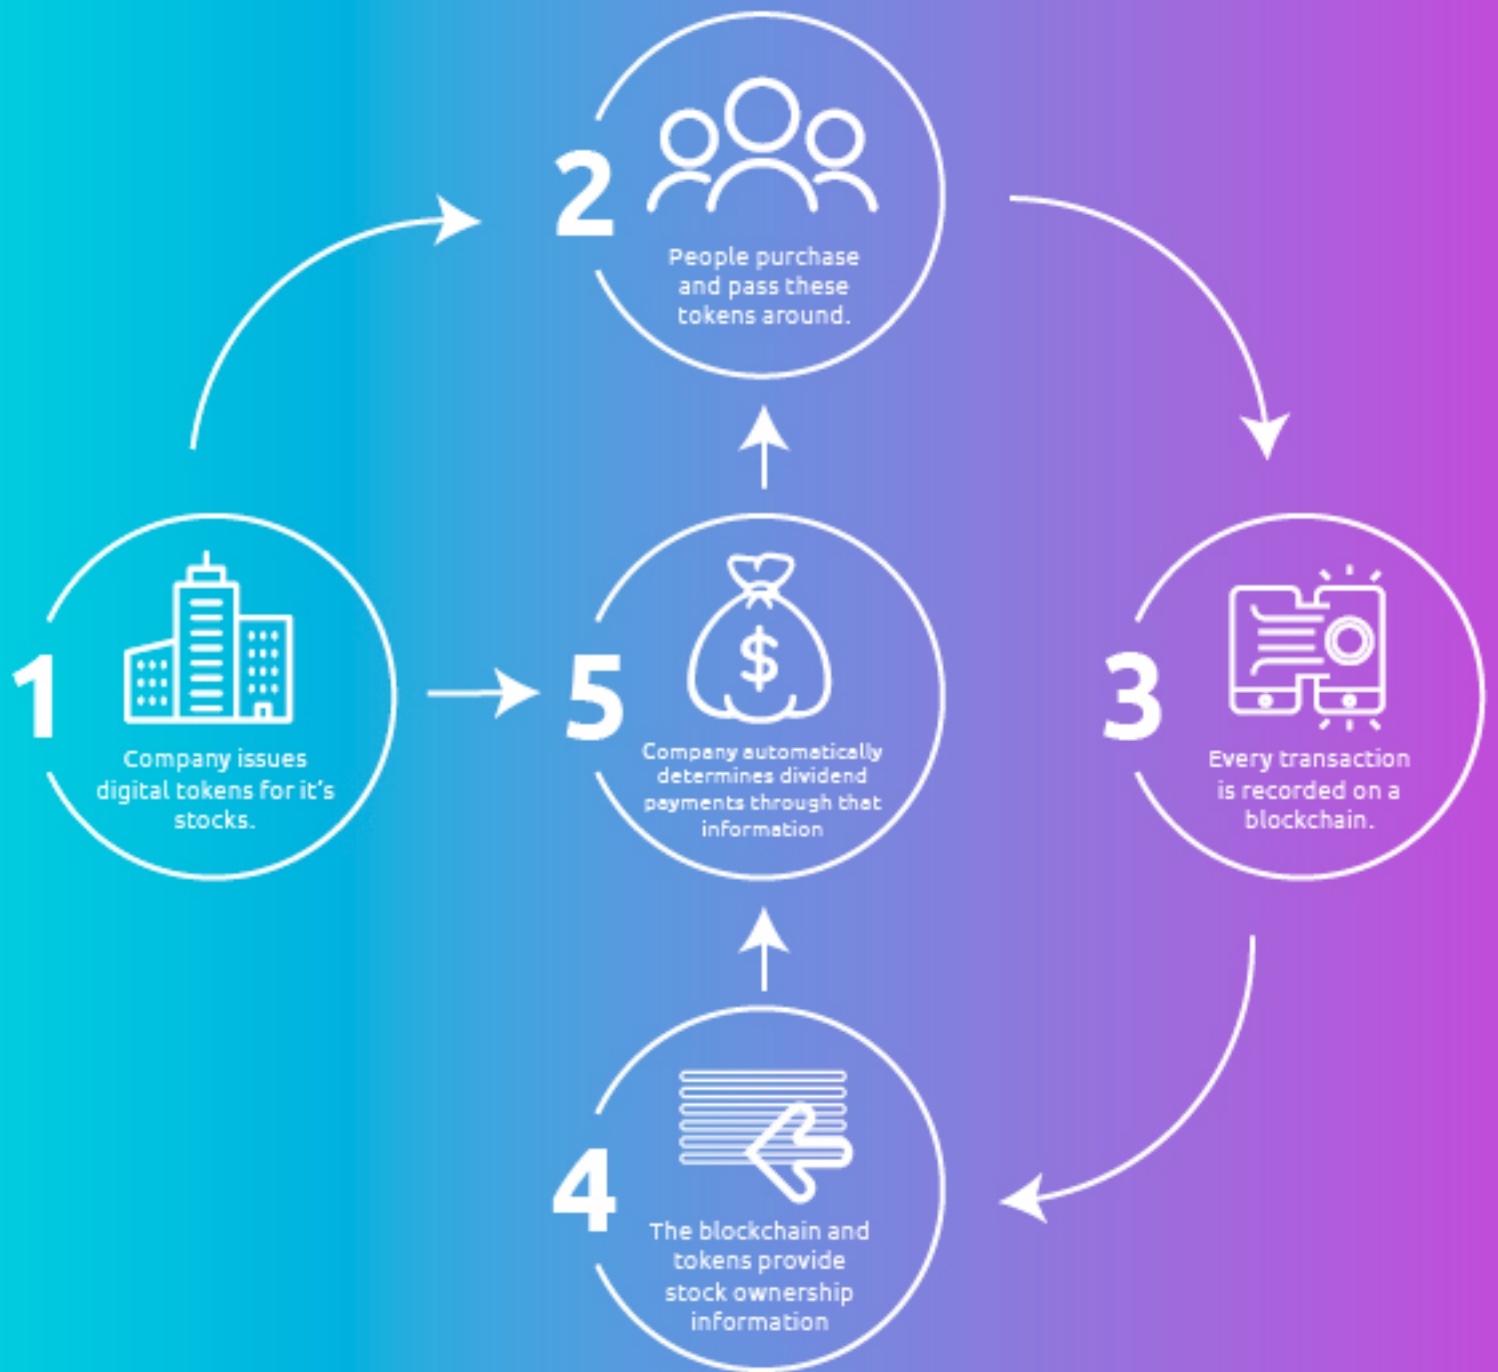 1
Company issues
digital tokens for it's
stocks.
2
People purchase
and pass these
tokens around.
3
Every transaction
is recorded on a
blockchain.
4
The blockchain and
tokens provide
stock ownership
information
5
$
Company automatically
determines dividend
payments through that
information